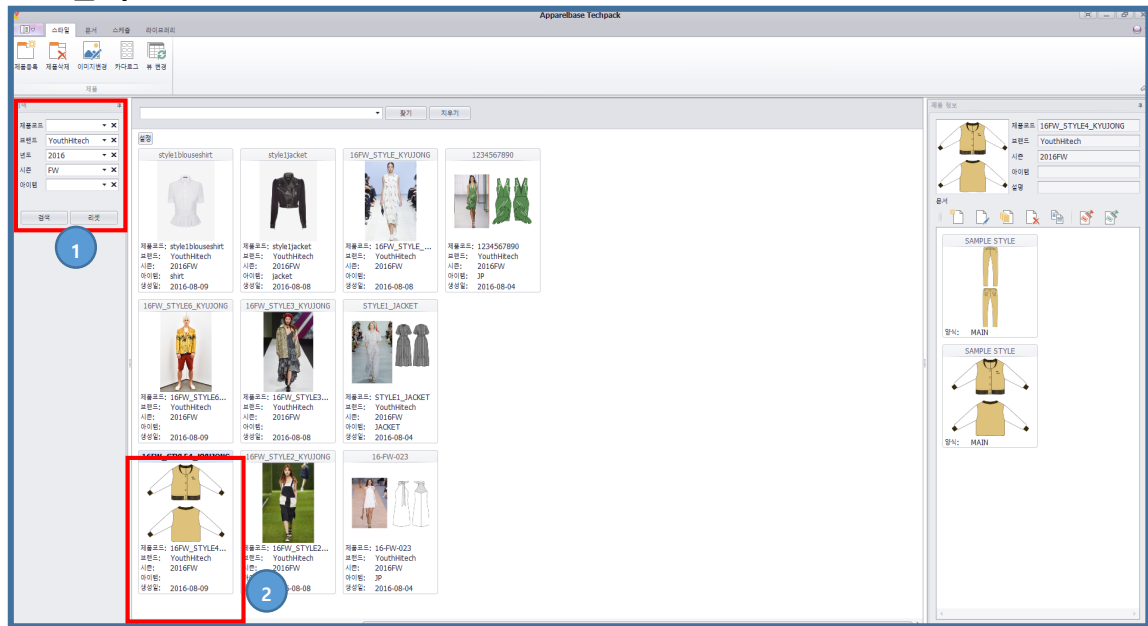 Apparelbase Techpack
스타일 문서 스케쥴 라이브러리
제품등록 제품삭제 이미지변경 카다로그 뷰 변경
제품
제품코드
브랜드 YouthHitech
년도 2016
시즌 FW
아이템
검색 리셋
1
찾기 지우기
설정
style1blouseshirt
제품코드: style1blouseshirt
브랜드: YouthHitech
시즌: 2016FW
아이템: shirt
생성일: 2016-08-08
style1jacket
제품코드: style1jacket
브랜드: YouthHitech
시즌: 2016FW
아이템: jacket
생성일: 2016-08-08
16FW_STYLE_KYUJONG
제품코드: 16FW_STYLE_...
브랜드: YouthHitech
시즌: 2016FW
아이템:
생성일: 2016-08-08
1234567890
제품코드: 1234567890
브랜드: YouthHitech
시즌: 2016FW
아이템: JP
생성일: 2016-08-04
16FW_STYLE6_KYUJONG
제품코드: 16FW_STYLE6...
브랜드: YouthHitech
시즌: 2016FW
아이템:
생성일: 2016-08-09
16FW_STYLE3_KYUJONG
제품코드: 16FW_STYLE3...
브랜드: YouthHitech
시즌: 2016FW
아이템:
생성일: 2016-08-08
STYLE1_JACKET
제품코드: STYLE1_JACKET
브랜드: YouthHitech
시즌: 2016FW
아이템: JACKET
생성일: 2016-08-04
16FW_STYLE4_KYUJONG
제품코드: 16FW_STYLE4...
브랜드: YouthHitech
시즌: 2016FW
아이템:
생성일: 2016-08-09
16FW_STYLE2_KYUJONG
제품코드: 16FW_STYLE2...
브랜드: YouthHitech
시즌: 2016FW
2
-08-08
16-FW-023
제품코드: 16-FW-023
브랜드: YouthHitech
시즌: 2016FW
아이템: JP
생성일: 2016-08-04
제품 정보
제품코드 16FW_STYLE4_KYUJONG
브랜드 YouthHitech
시즌 2016FW
아이템
설명
문서
SAMPLE STYLE
양식: MAIN
SAMPLE STYLE
양식: MAIN